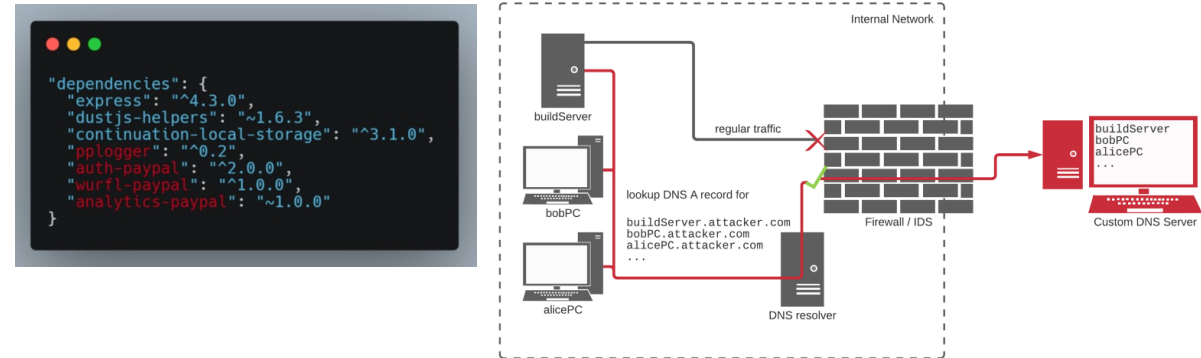 "dependencies": {
"express": "^4.3.0",
"dustjs-helpers": "~1.6.3",
"continuation-local-storage": "^3.1.0",
"pplogger": "^0.2",
"auth-paypal": "^2.0.0",
"wurfl-paypal": "^1.0.0",
"analytics-paypal": "~1.0.0"
}
Internal Network
buildServer
regular traffic
bobPC
lookup DNS A record for
buildServer.attacker.com
bobPC.attacker.com
alicePC.attacker.com
...
alicePC
DNS resolver
Firewall / IDS
buildServer
bobPC
alicePC
...
Custom DNS Server